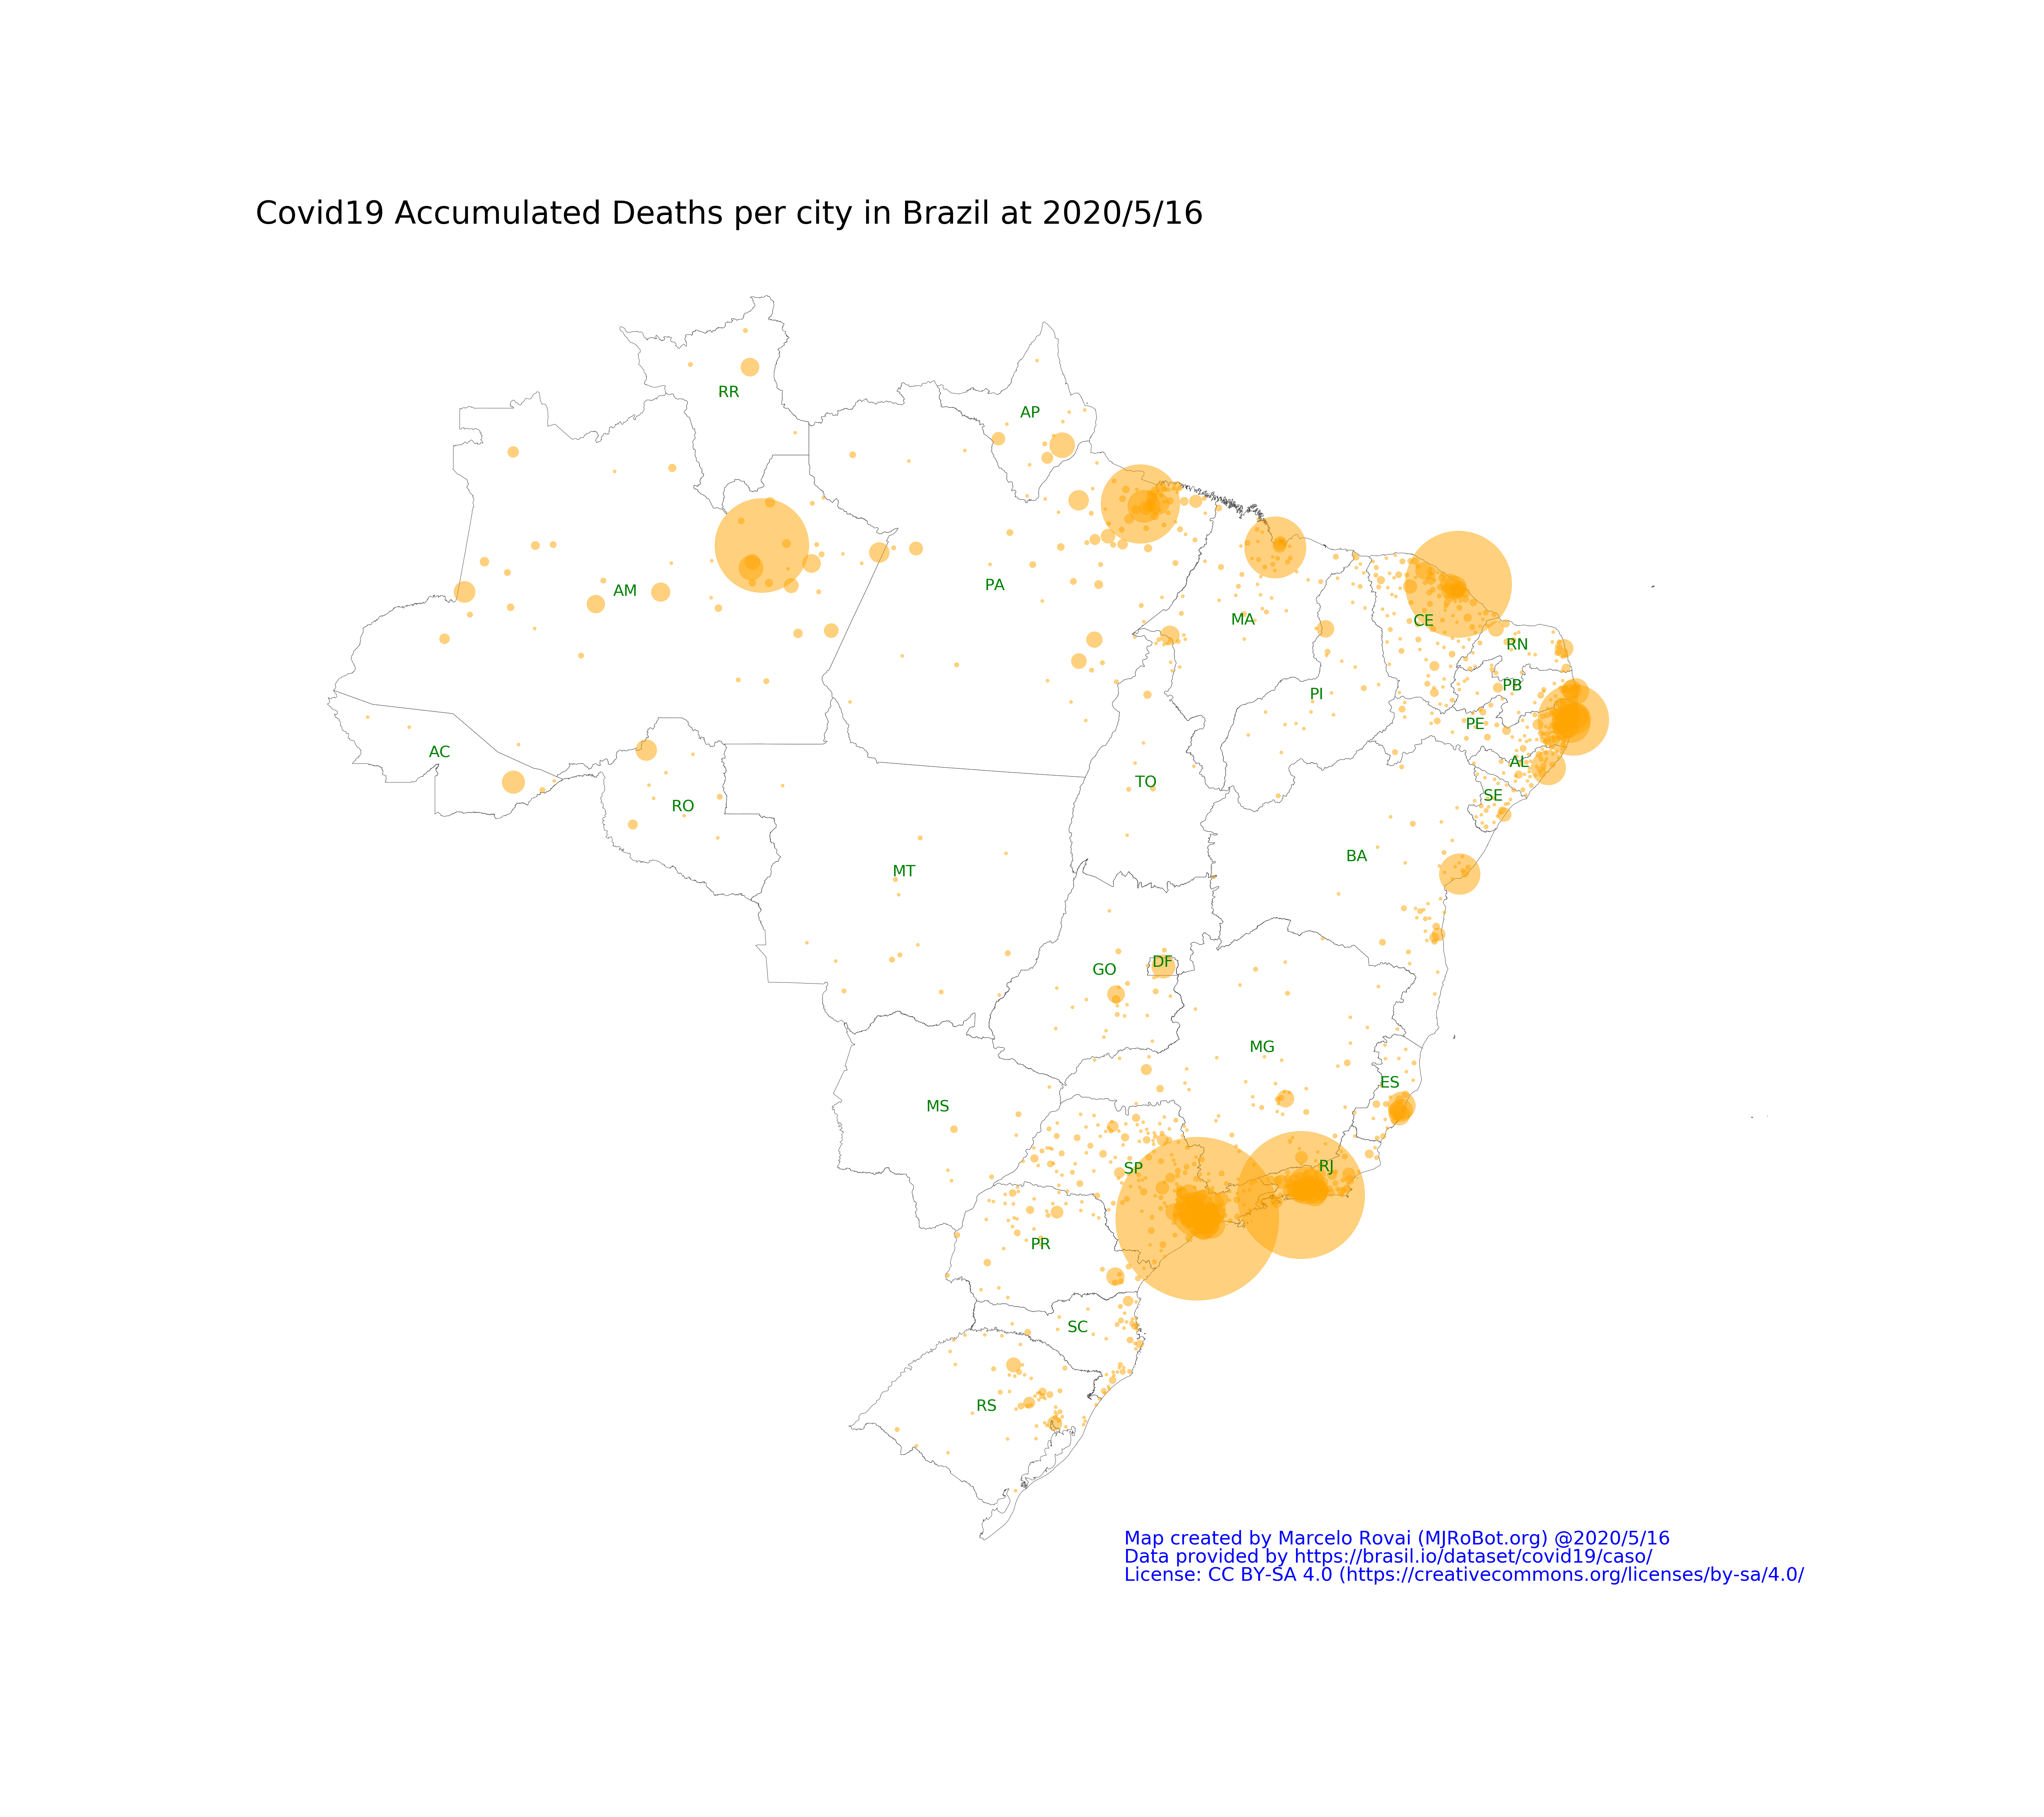 Covid19 Accumulated Deaths per city in Brazil at 2020/5/16
RR
AP
AM
PA
MA
CE
RN
PB
PI
PE
AC
AL
TO
SE
RO
BA
MT
DF
GO
MG
ES
MS
RJ
SP
PR
SC
RS
Map created by Marcelo Rovai (MJRoBot.org) @2020/5/16
Data provided by https://brasil.io/dataset/covid19/caso/
License: CC BY-SA 4.0 (https://creativecommons.org/licenses/by-sa/4.0/